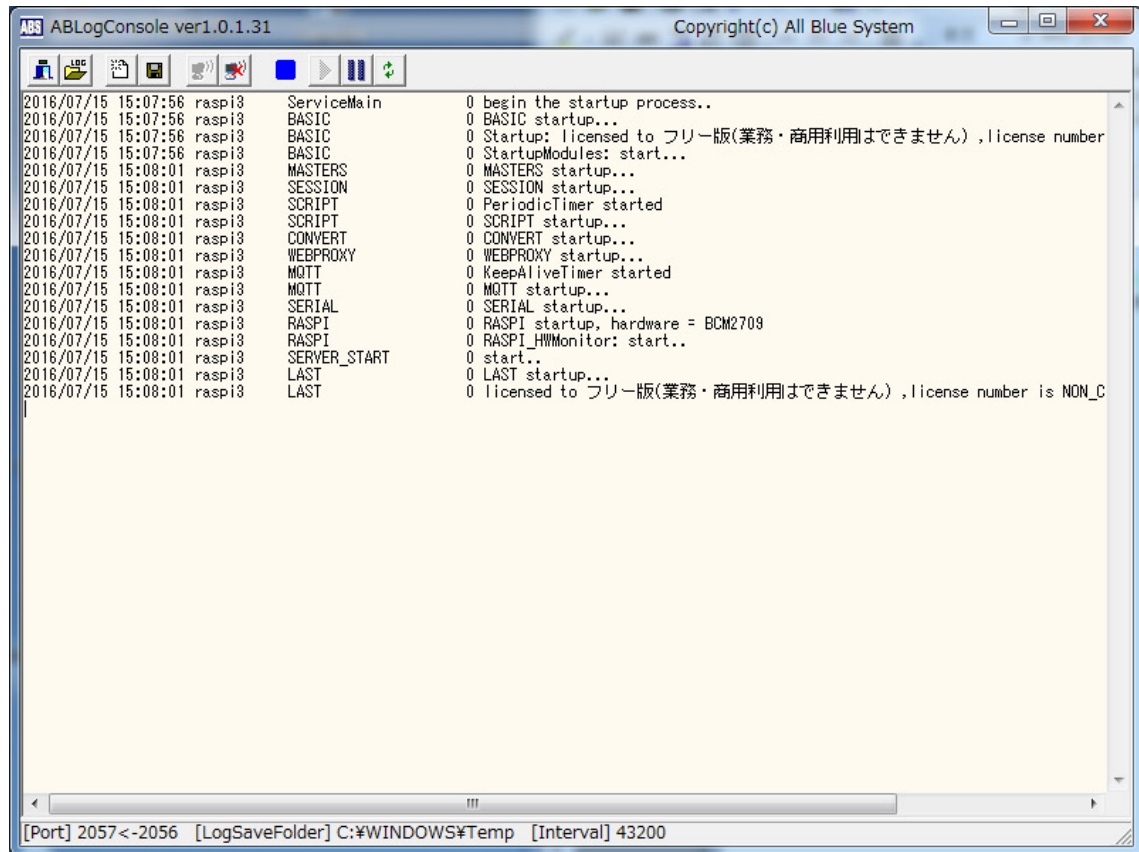 ABS ABLogConsole ver1.0.1.31 Copyright(c) All Blue System
LOG
2016/07/15 15:07:56 raspi3 ServiceMain 0 begin the startup process..
2016/07/15 15:07:56 raspi3 BASIC 0 BASIC startup...
2016/07/15 15:07:56 raspi3 BASIC 0 Startup: licensed to フリー版(業務・商用利用はできません) ,license number
2016/07/15 15:07:56 raspi3 BASIC 0 StartupModules: start...
2016/07/15 15:08:01 raspi3 MASTERS 0 MASTERS startup...
2016/07/15 15:08:01 raspi3 SESSION 0 SESSION startup...
2016/07/15 15:08:01 raspi3 SCRIPT 0 PeriodicTimer started
2016/07/15 15:08:01 raspi3 SCRIPT 0 SCRIPT startup...
2016/07/15 15:08:01 raspi3 CONVERT 0 CONVERT startup...
2016/07/15 15:08:01 raspi3 WEBPROXY 0 WEBPROXY startup...
2016/07/15 15:08:01 raspi3 MQTT 0 KeepAliveTimer started
2016/07/15 15:08:01 raspi3 MQTT 0 MQTT startup...
2016/07/15 15:08:01 raspi3 SERIAL 0 SERIAL startup...
2016/07/15 15:08:01 raspi3 RASPI 0 RASPI startup, hardware = BCM2709
2016/07/15 15:08:01 raspi3 RASPI 0 RASPI_HWMonitor: start..
2016/07/15 15:08:01 raspi3 SERVER_START 0 start..
2016/07/15 15:08:01 raspi3 LAST 0 LAST startup...
2016/07/15 15:08:01 raspi3 LAST 0 licensed to フリー版(業務・商用利用はできません) ,license number is NON_C
[Port] 2057<-2056 [LogSaveFolder] C:¥WINDOWS¥Temp [Interval] 43200